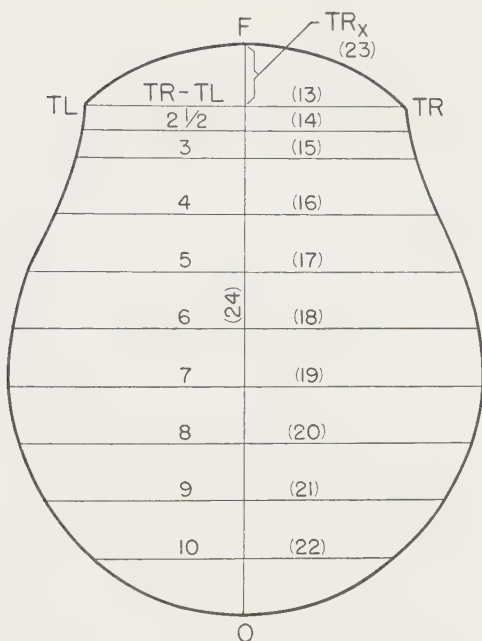 F
TRx
(23)
TL TR-TL (13) TR
2 1/2 (14)
3 (15)
4 (16)
5 (17)
(24)
6 (18)
7 (19)
8 (20)
9 (21)
10 (22)
O